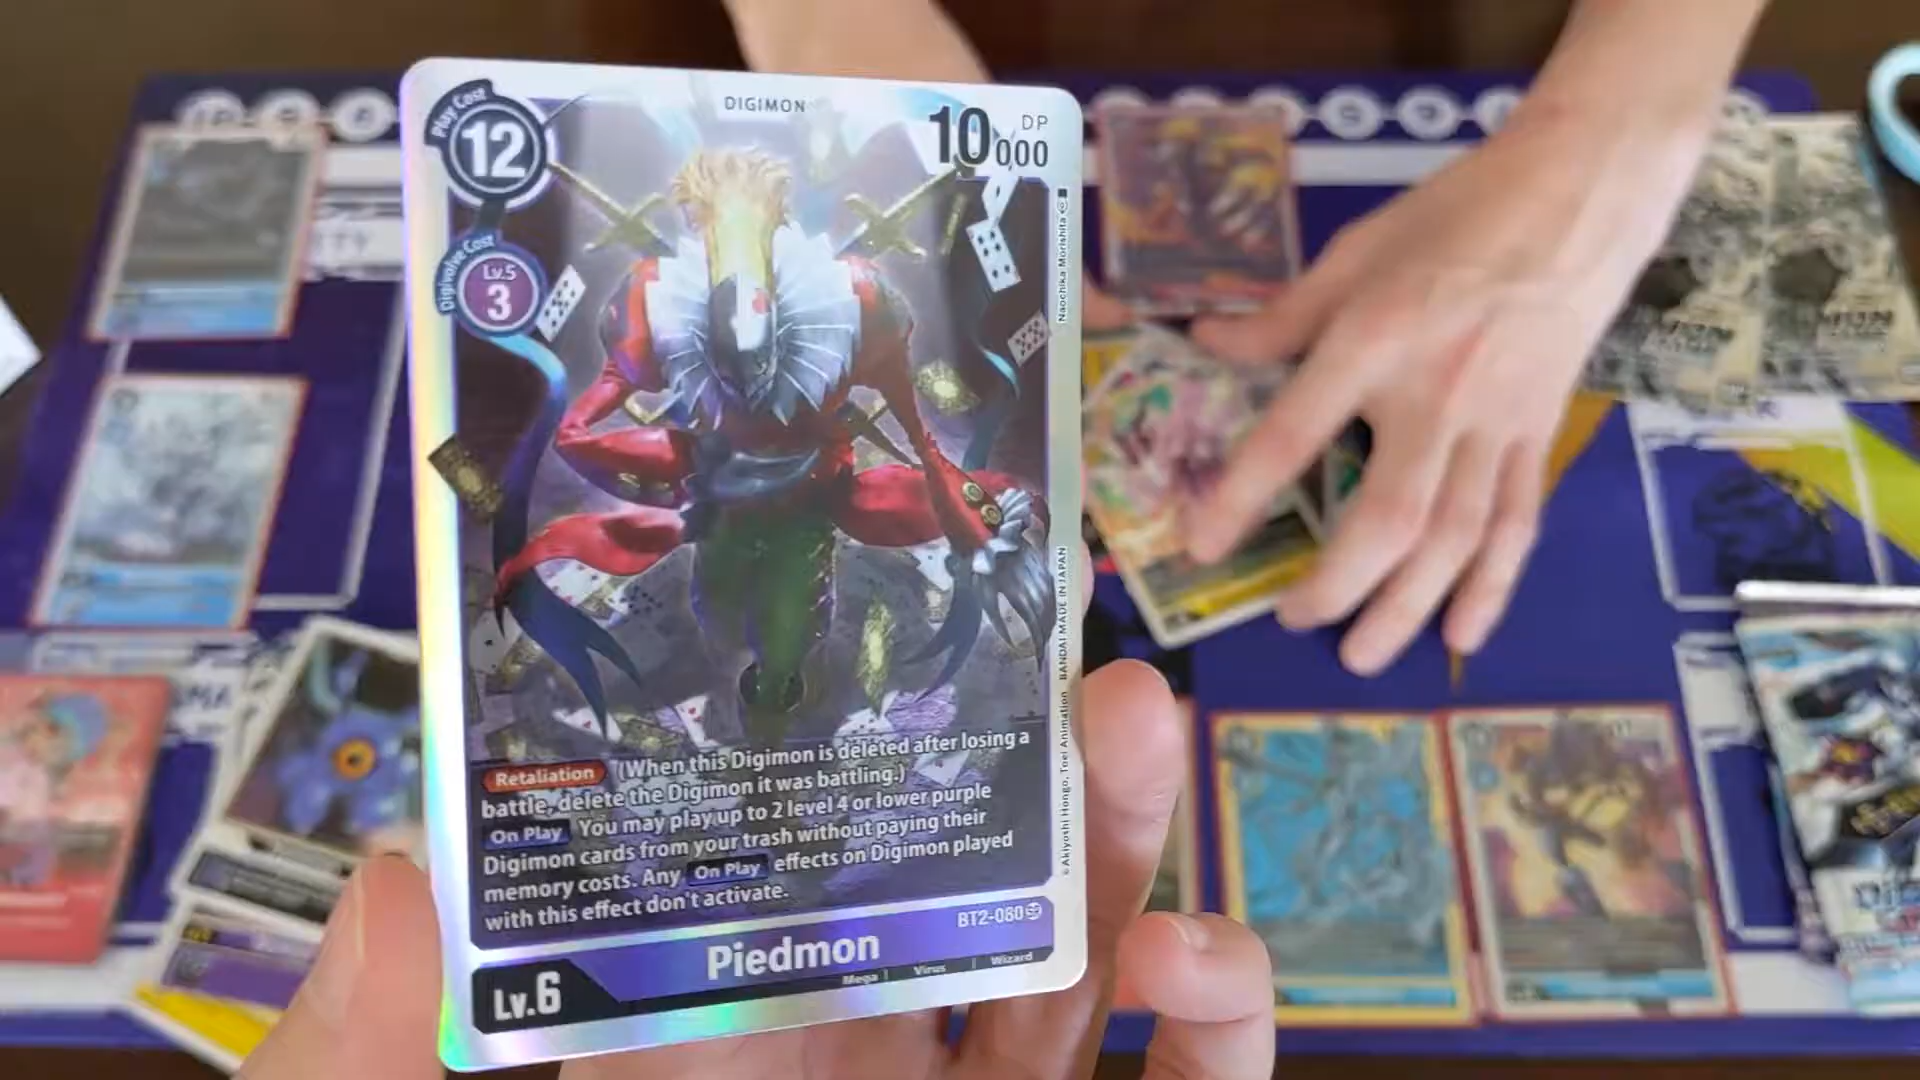 DIGIMON
Play Cost
12
10000
DP
Digivolve Cost
Lv.5
3
Naochika Morishita
Retaliation (When this Digimon is deleted after losing a
battle, delete the Digimon it was battling.)
On Play You may play up to 2 level 4 or lower purple
Digimon cards from your trash without paying their
memory costs. Any On Play effects on Digimon played
with this effect don't activate.
©Akiyoshi Hongo, Toei Animation BANDAI MADE IN JAPAN
BT2-080 SR
Piedmon
Lv.6
Mega | Virus | Wizard